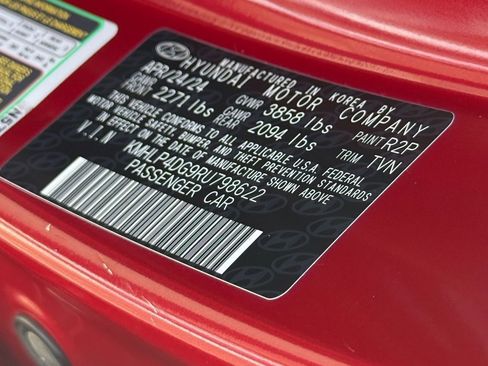 MANUFACTURED IN KOREA BY
HYUNDAI MOTOR COMPANY
APR/24/24 GVWR 3858 lbs PAINT R2P
GAWR FRONT 2271 lbs GAWR REAR 2094 lbs TRIM TVN
THIS VEHICLE CONFORMS TO ALL APPLICABLE U.S.A. FEDERAL
MOTOR VEHICLE SAFETY, BUMPER, AND THEFT PREVENTION STANDARDS
IN EFFECT ON THE DATE OF MANUFACTURE SHOWN ABOVE
V.I.N KMHLPADG9RU798622
PASSENGER CAR